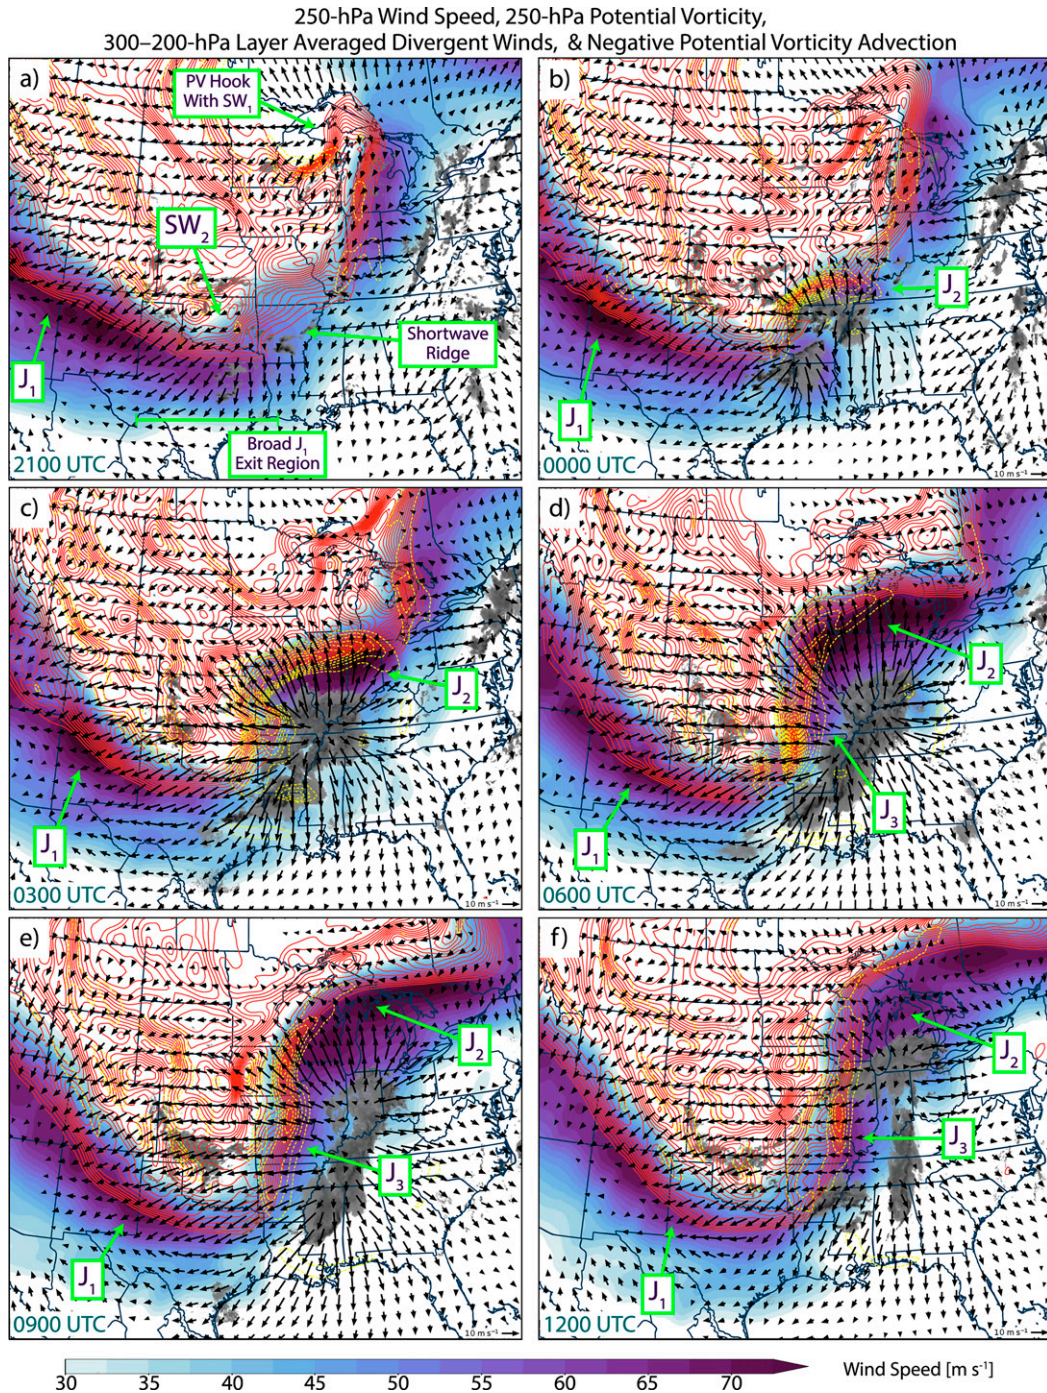 250-hPa Wind Speed, 250-hPa Potential Vorticity,
300–200-hPa Layer Averaged Divergent Winds, & Negative Potential Vorticity Advection
a)
PV Hook
With SW₁
SW₂
J₁
Shortwave
Ridge
Broad J₁
Exit Region
2100 UTC
b)
J₂
J₁
0000 UTC
10 m s⁻¹
c)
J₂
J₁
0300 UTC
10 m s⁻¹
d)
J₂
J₃
J₁
0600 UTC
10 m s⁻¹
e)
J₂
J₃
J₁
0900 UTC
10 m s⁻¹
f)
J₂
J₃
J₁
1200 UTC
10 m s⁻¹
30 35 40 45 50 55 60 65 70
Wind Speed [m s⁻¹]